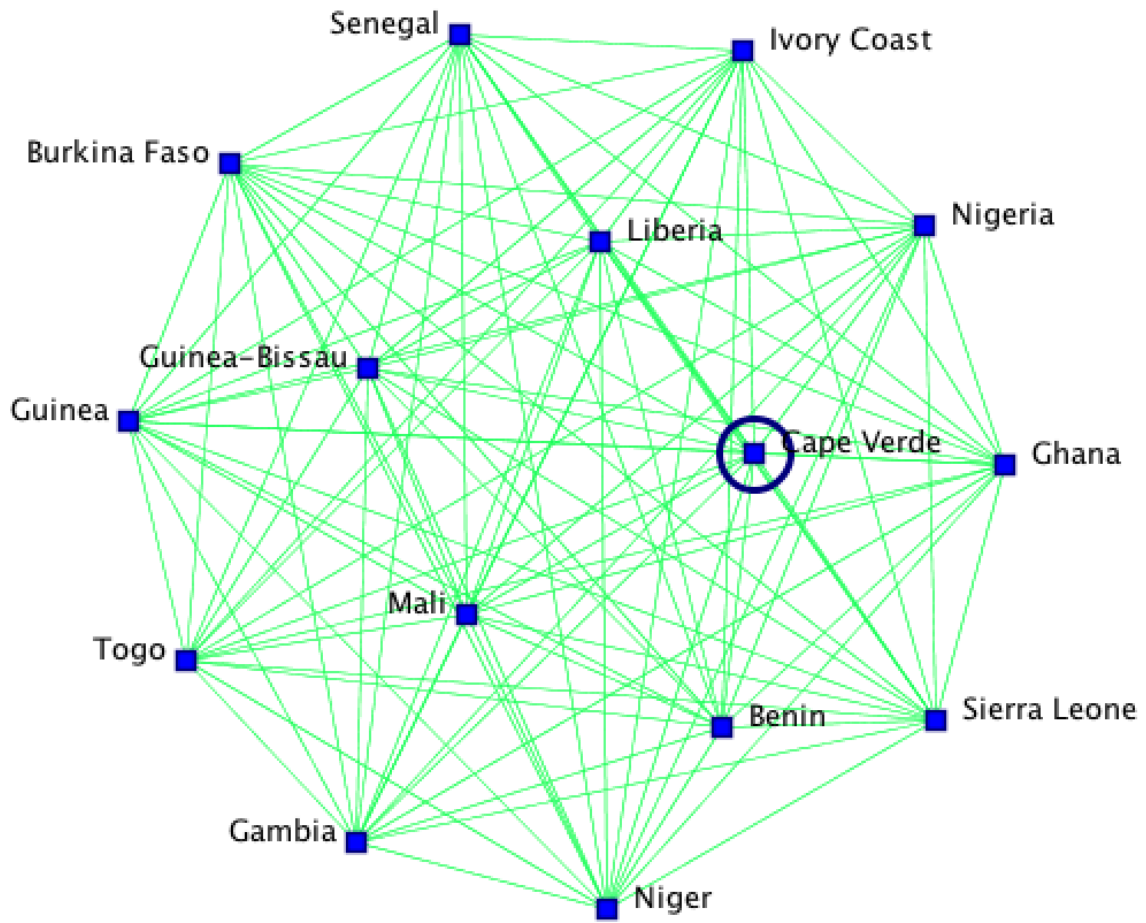 Senegal
Ivory Coast
Burkina Faso
Nigeria
Liberia
Guinea-Bissau
Guinea
Cape Verde
Ghana
Mali
Togo
Benin
Sierra Leone
Gambia
Niger